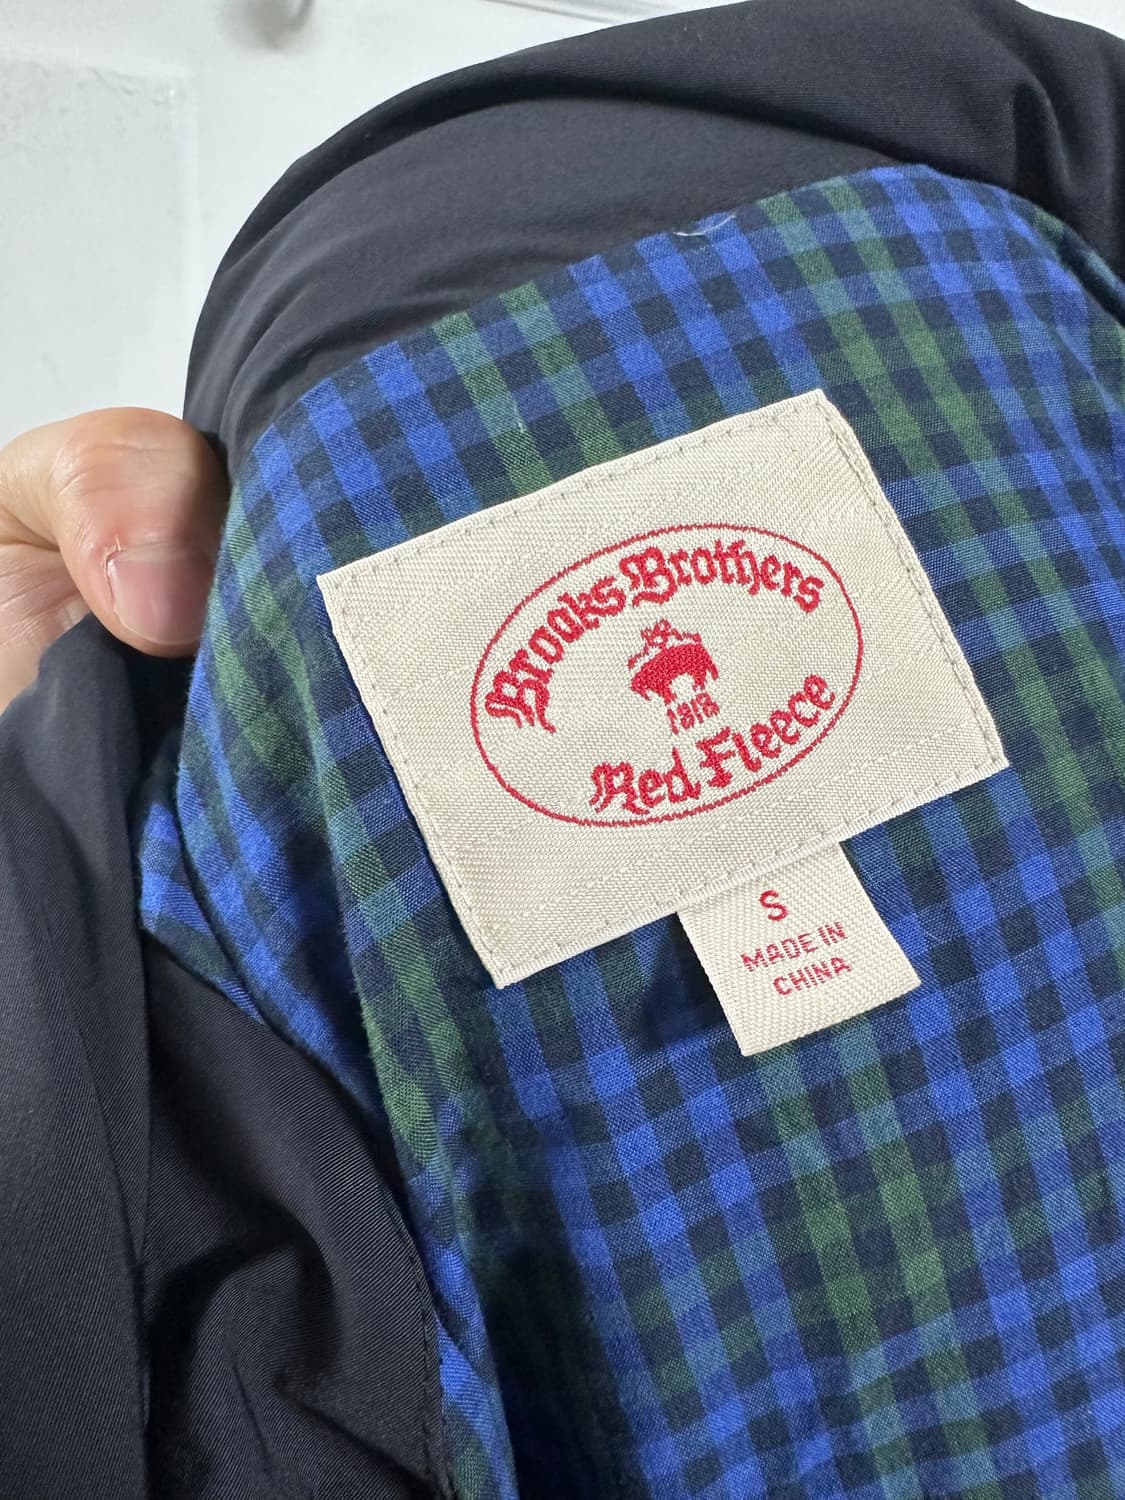 Brooks Brothers
1818
Red Fleece
S
MADE IN
CHINA